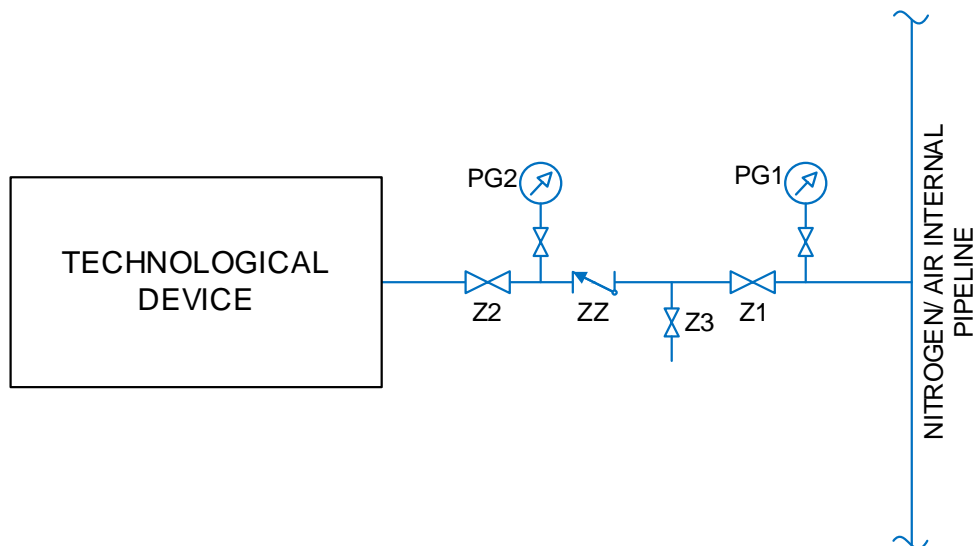 TECHNOLOGICAL
DEVICE
PG2
PG1
Z2
ZZ
Z3
Z1
NITROGEN/ AIR INTERNAL
PIPELINE